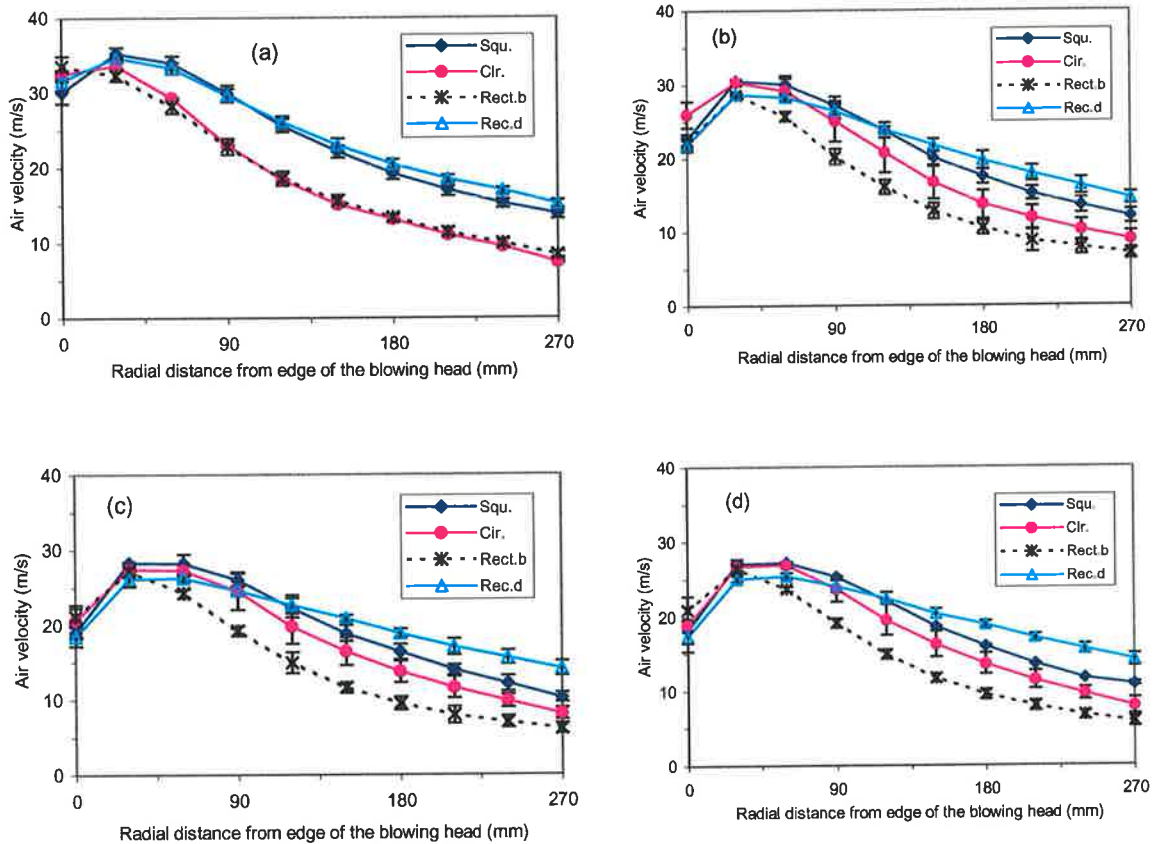 40
30
20
10
0
Air velocity (m/s)
(a)
Squ.
Cir.
Rect.b
Rec.d
0
90
180
270
Radial distance from edge of the blowing head (mm)
40
30
20
10
0
Air velocity (m/s)
(b)
Squ.
Cir.
Rect.b
Rec.d
0
90
180
270
Radial distance from edge of the blowing head (mm)
40
30
20
10
0
Air velocity (m/s)
(c)
Squ.
Cir.
Rect.b
Rec.d
0
90
180
270
Radial distance from edge of the blowing head (mm)
40
30
20
10
0
Air velocity (m/s)
(d)
Squ.
Cir.
Rect.b
Rec.d
0
90
180
270
Radial distance from edge of the blowing head (mm)